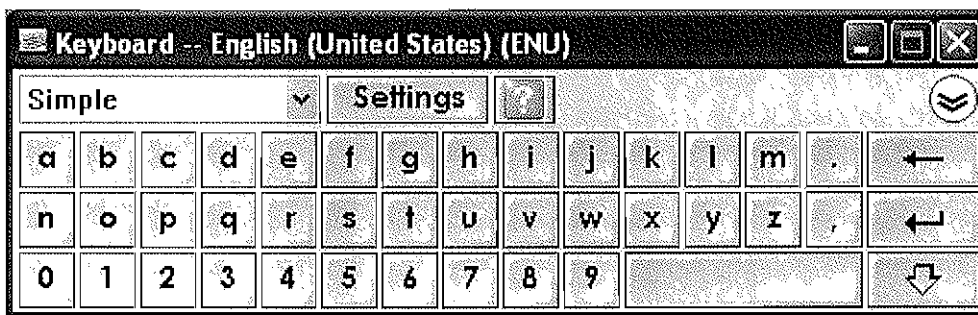 Keyboard -- English (United States) (ENU)
Simple Settings ?
a b c d e f g h i j k l m .
n o p q r s t u v w x y z ,
0 1 2 3 4 5 6 7 8 9